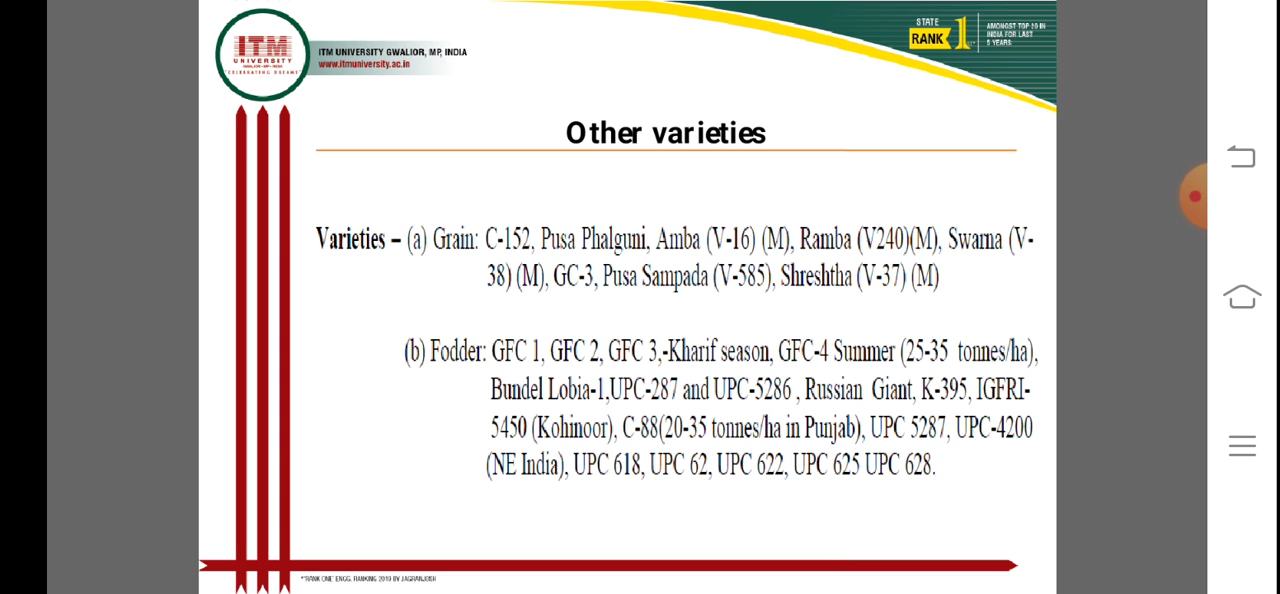 ITM
UNIVERSITY
GWALIOR • MP • INDIA
"CELEBRATING DREAMS"
ITM UNIVERSITY GWALIOR, MP, INDIA
www.itmuniversity.ac.in
STATE
RANK 1
AMONGST TOP 20 IN
INDIA FOR LAST
5 YEARS
Other varieties
Varieties – (a) Grain: C-152, Pusa Phalguni, Amba (V-16) (M), Ramba (V240)(M), Swarna (V-
38) (M), GC-3, Pusa Sampada (V-585), Shreshtha (V-37) (M)
(b) Fodder: GFC 1, GFC 2, GFC 3,-Kharif season, GFC-4 Summer (25-35 tonnes/ha),
Bundel Lobia-1,UPC-287 and UPC-5286 , Russian Giant, K-395, IGFRI-
5450 (Kohinoor), C-88(20-35 tonnes/ha in Punjab), UPC 5287, UPC-4200
(NE India), UPC 618, UPC 62, UPC 622, UPC 625 UPC 628.
*"RANK ONE" ENGG. RANKING 2019 BY JAGRANJOSH